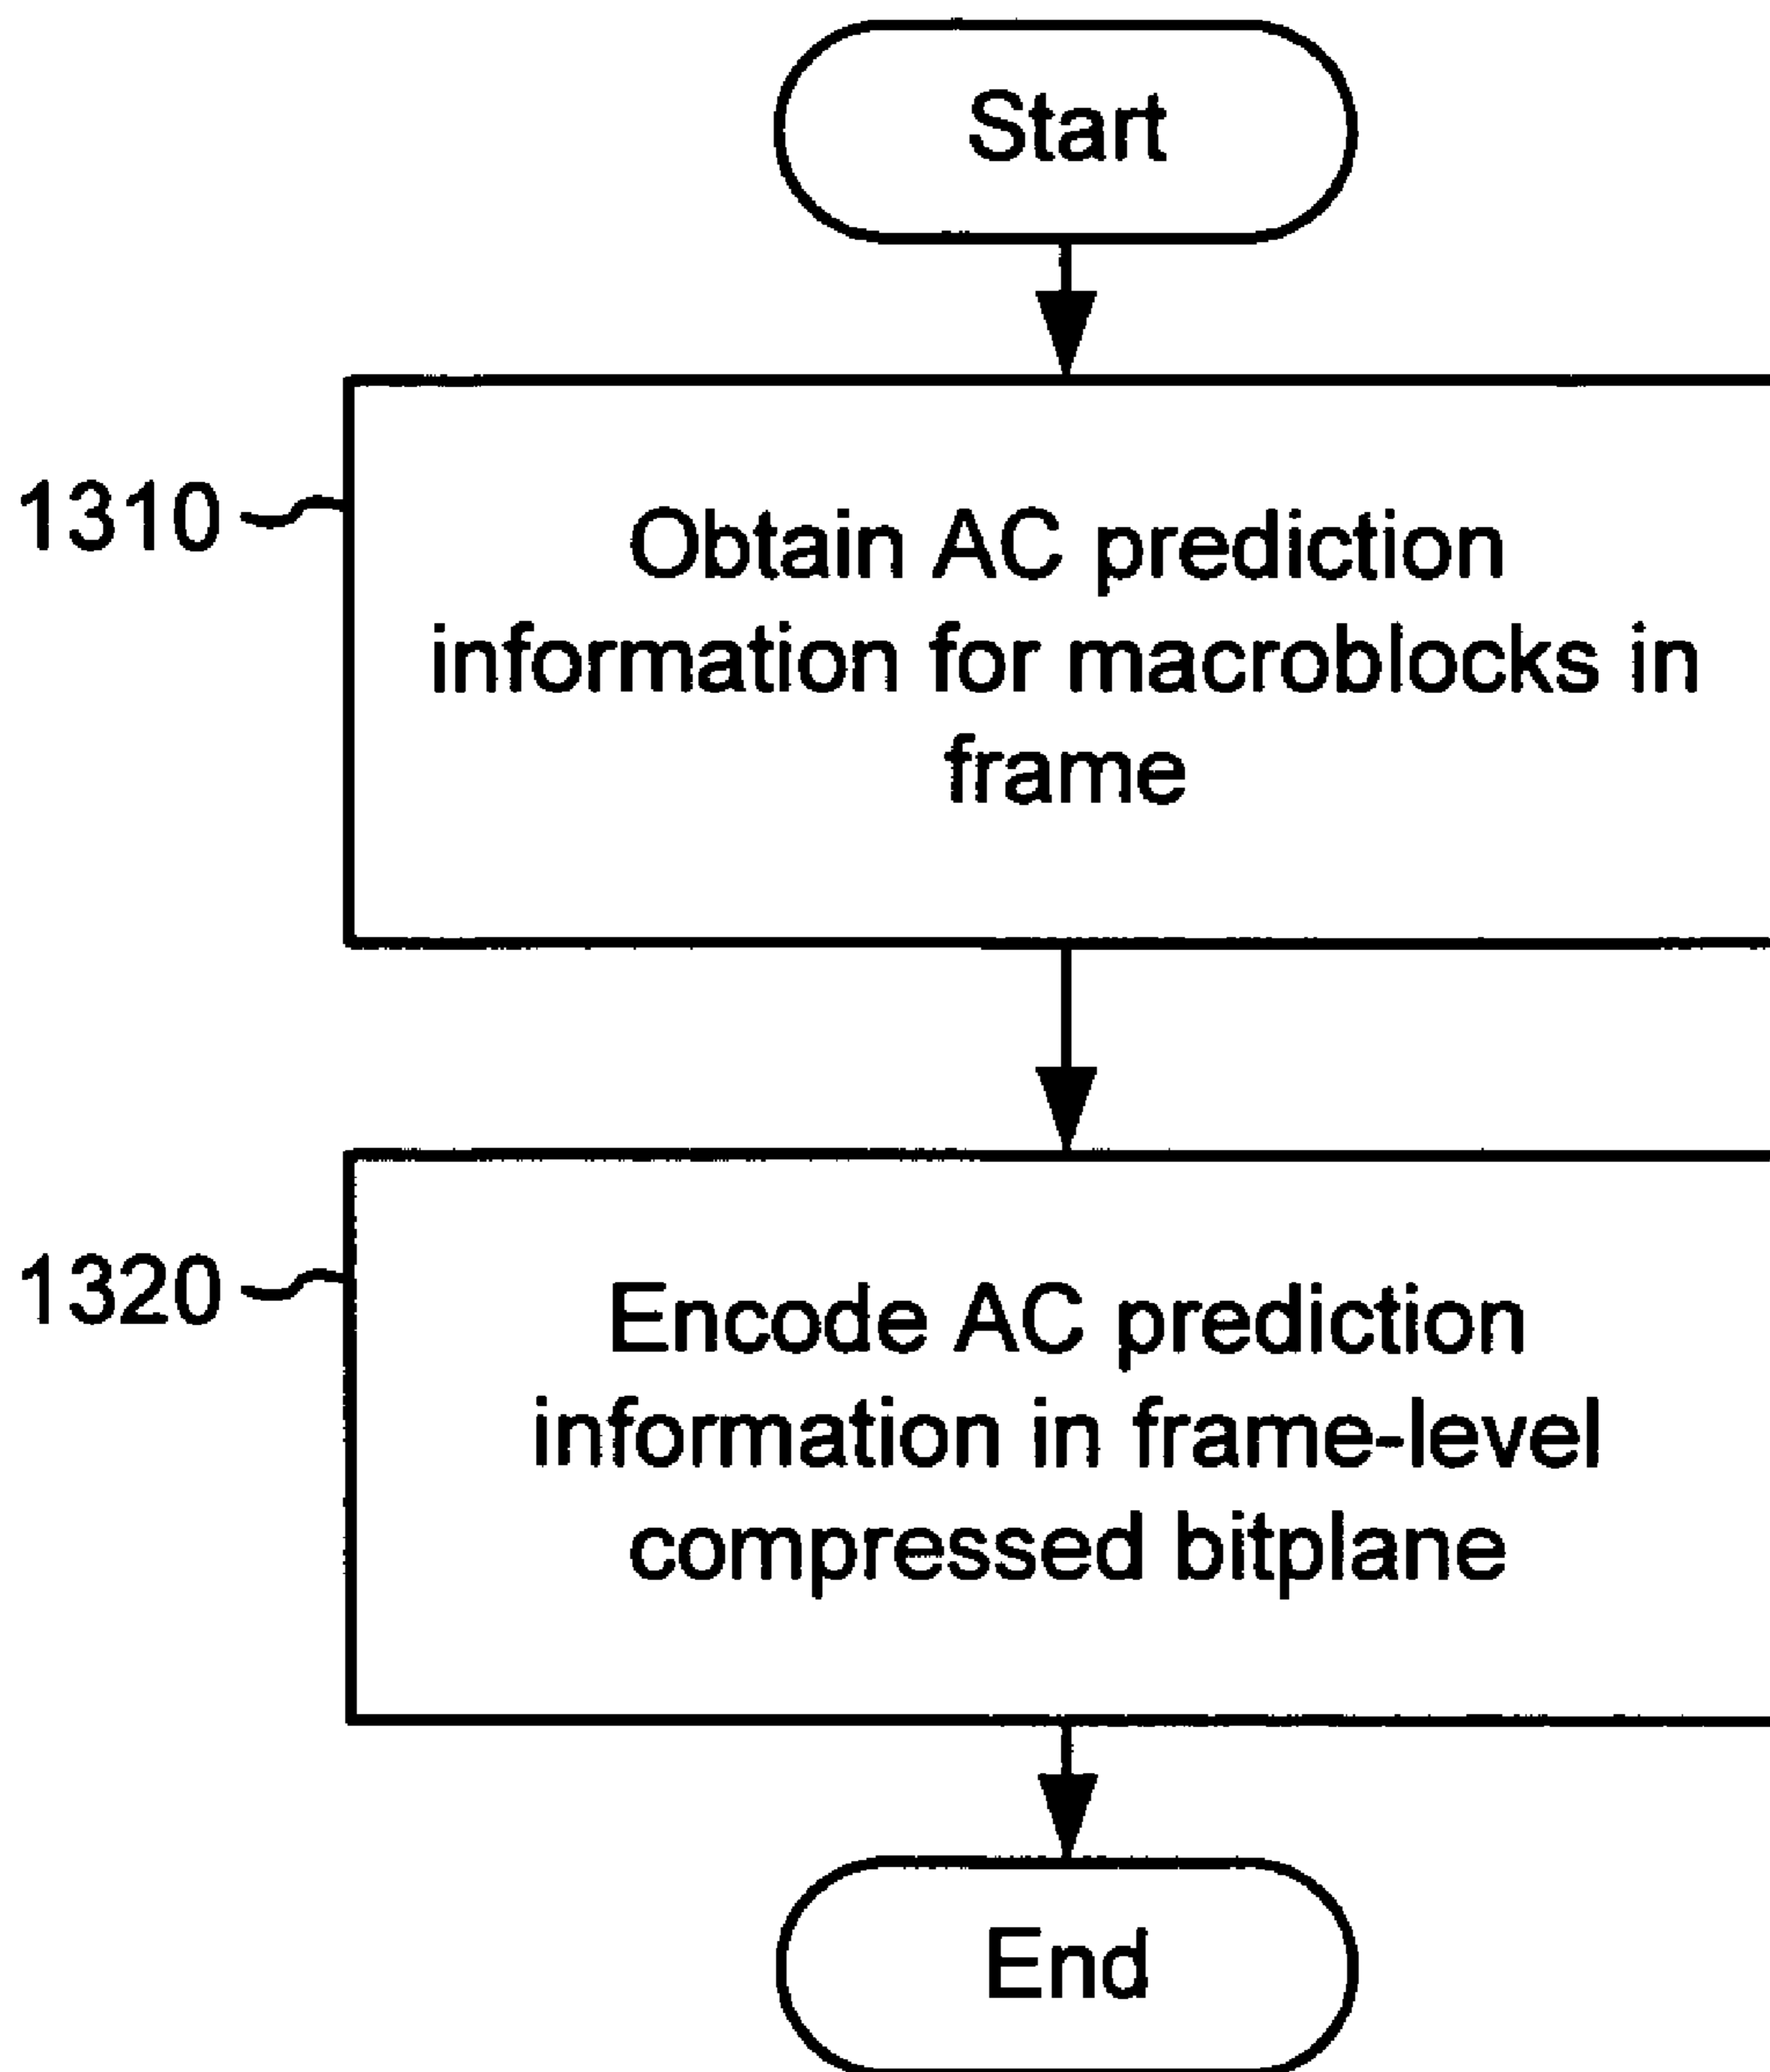 Start
1310
Obtain AC prediction
information for macroblocks in
frame
1320
Encode AC prediction
information in frame-level
compressed bitplane
End